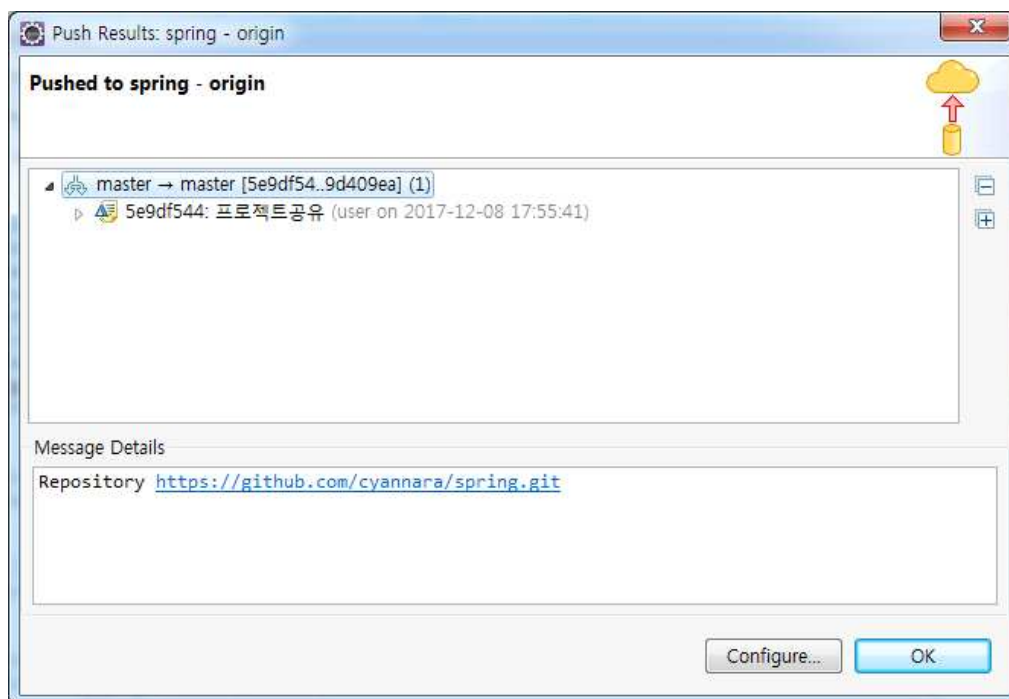 Push Results: spring - origin
Pushed to spring - origin
master → master [5e9df54..9d409ea] (1)
5e9df544: 프로젝트공유 (user on 2017-12-08 17:55:41)
Message Details
Repository https://github.com/cyannara/spring.git
Configure...
OK